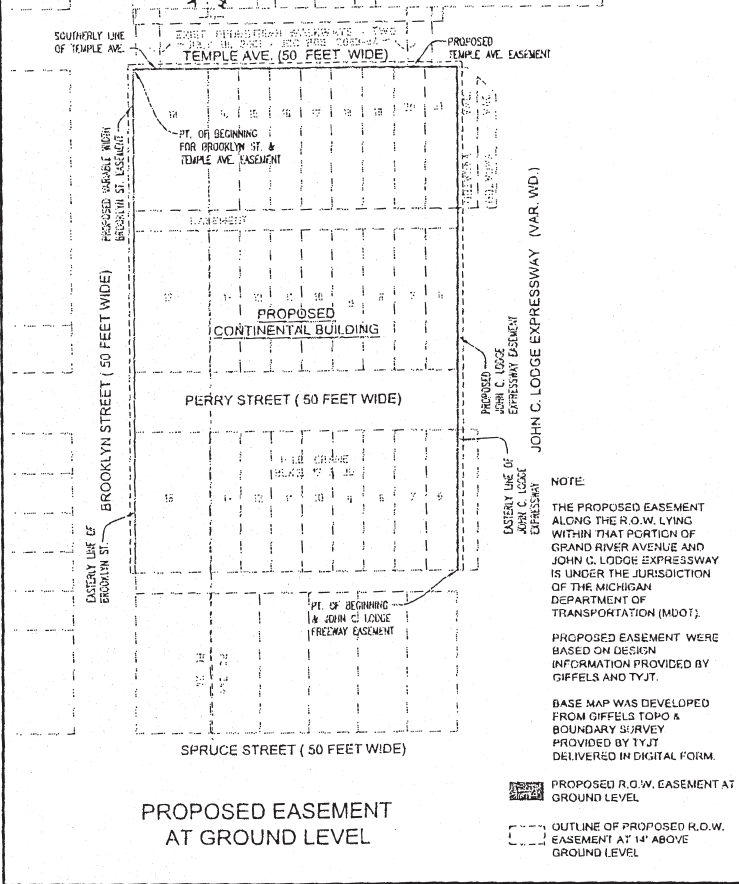 SOUTHERLY LINE
OF TEMPLE AVE.
TEMPLE AVE. (50 FEET WIDE)
PROPOSED
TEMPLE AVE. EASEMENT
PT. OF BEGINNING
FOR BROOKLYN ST. &
TEMPLE AVE. EASEMENT
PROPOSED VARIABLE WIDTH
BROOKLYN ST. EASEMENT
EASEMENT
BROOKLYN STREET ( 50 FEET WIDE)
PROPOSED
CONTINENTAL BUILDING
JOHN C. LODGE EXPRESSWAY (VAR. WD.)
PROPOSED
JOHN C. LODGE
EXPRESSWAY EASEMENT
PERRY STREET ( 50 FEET WIDE)
EASTERLY LINE OF
JOHN C. LODGE
EXPRESSWAY
EASTERLY LINE OF
BROOKLYN ST.
PT. OF BEGINNING
& JOHN C. LODGE
FREEWAY EASEMENT
SPRUCE STREET ( 50 FEET WIDE)
PROPOSED EASEMENT
AT GROUND LEVEL
NOTE:
THE PROPOSED EASEMENT
ALONG THE R.O.W. LYING
WITHIN THAT PORTION OF
GRAND RIVER AVENUE AND
JOHN C. LODGE EXPRESSWAY
IS UNDER THE JURISDICTION
OF THE MICHIGAN
DEPARTMENT OF
TRANSPORTATION (MDOT).
PROPOSED EASEMENT WERE
BASED ON DESIGN
INFORMATION PROVIDED BY
GIFFELS AND TYJT.
BASE MAP WAS DEVELOPED
FROM GIFFELS TOPO &
BOUNDARY SURVEY
PROVIDED BY TYJT
DELIVERED IN DIGITAL FORM.
PROPOSED R.O.W. EASEMENT AT
GROUND LEVEL
OUTLINE OF PROPOSED R.O.W.
EASEMENT AT 14' ABOVE
GROUND LEVEL